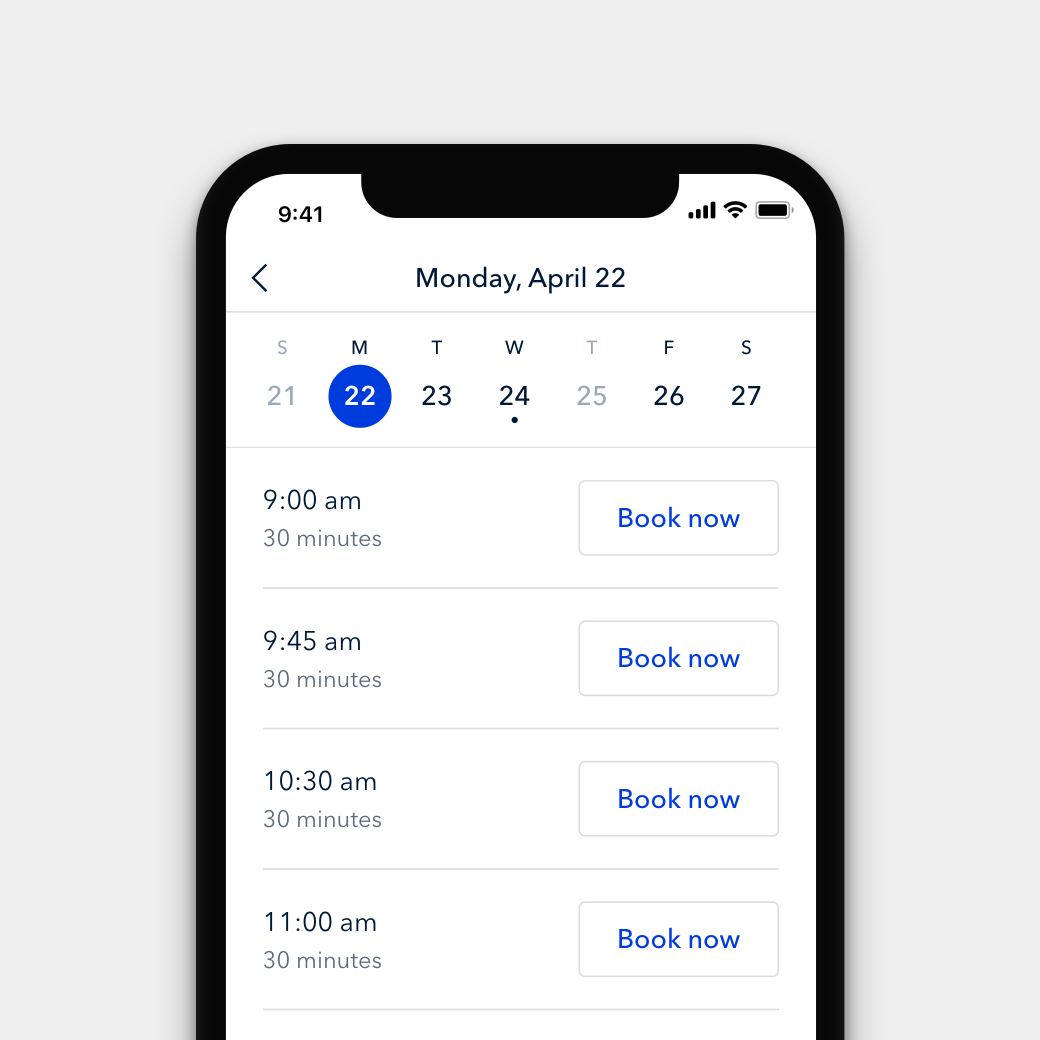 9:41
Monday, April 22
S M T W T F S
21 22 23 24 25 26 27
9:00 am
30 minutes
Book now
9:45 am
30 minutes
Book now
10:30 am
30 minutes
Book now
11:00 am
30 minutes
Book now